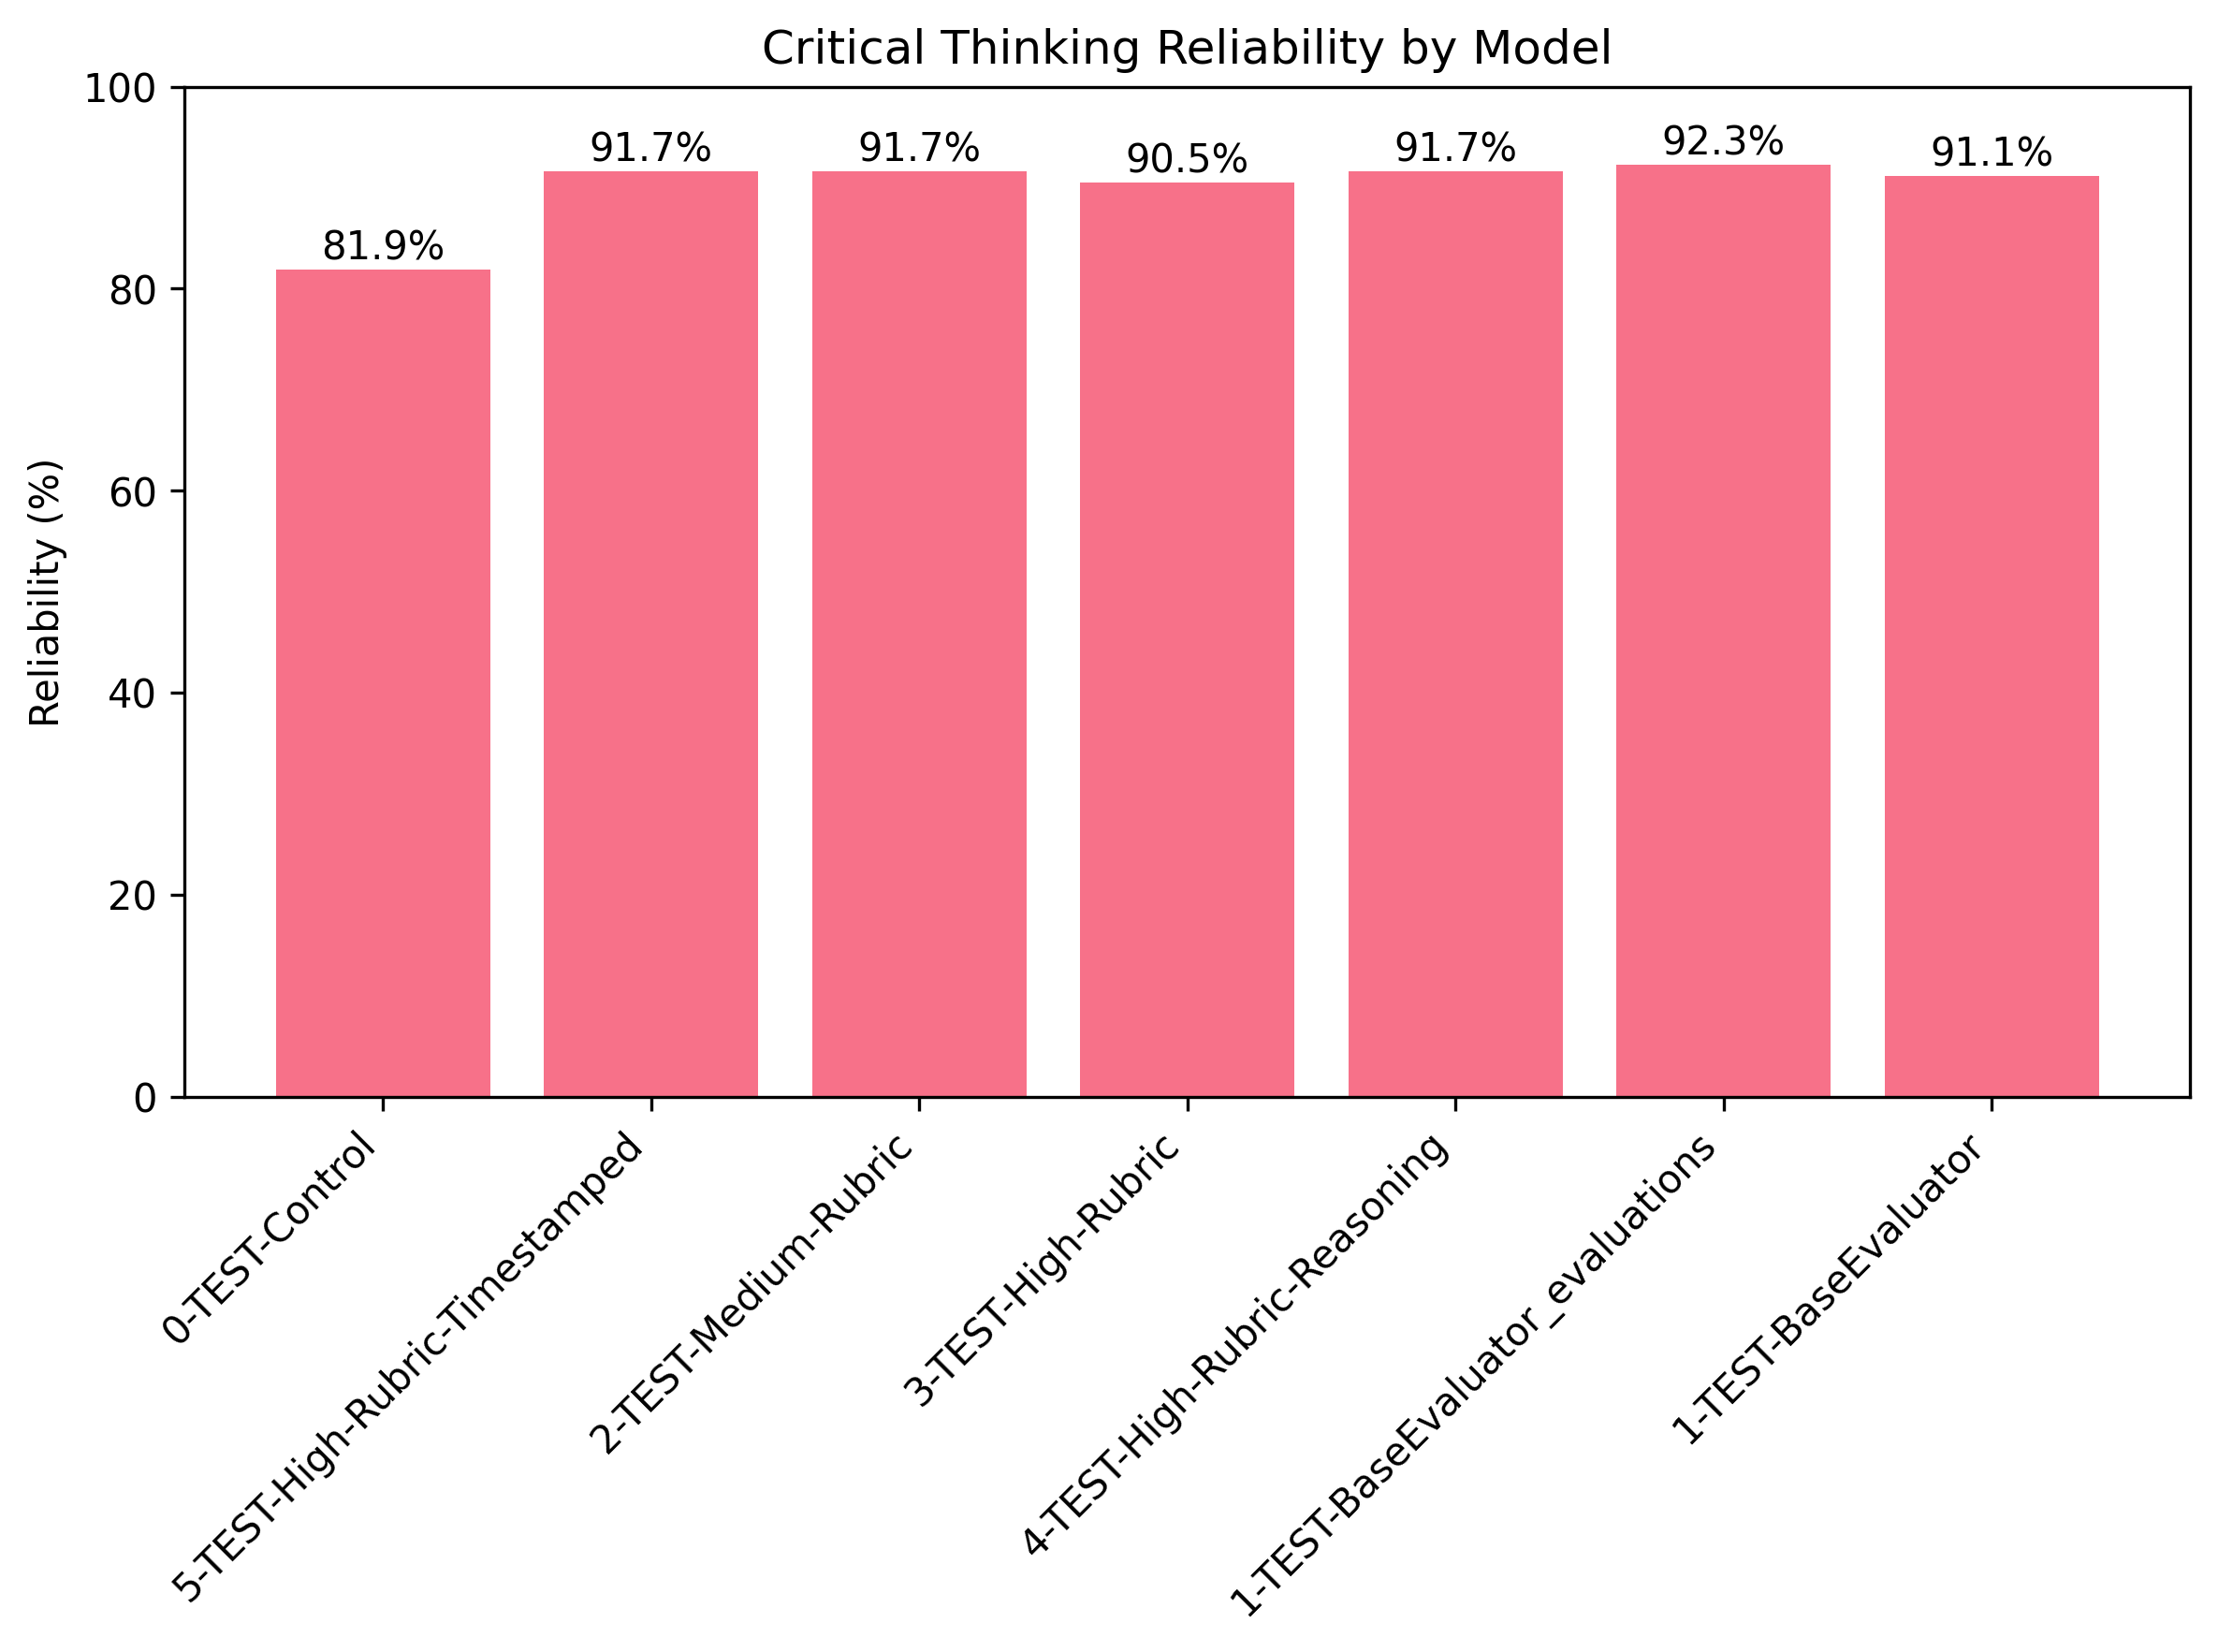 Critical Thinking Reliability by Model
Reliability (%)
100
80
60
40
20
0
81.9%
91.7%
91.7%
90.5%
91.7%
92.3%
91.1%
0-TEST-Control
5-TEST-High-Rubric-Timestamped
2-TEST-Medium-Rubric
3-TEST-High-Rubric
4-TEST-High-Rubric-Reasoning
1-TEST-BaseEvaluator_evaluations
1-TEST-BaseEvaluator